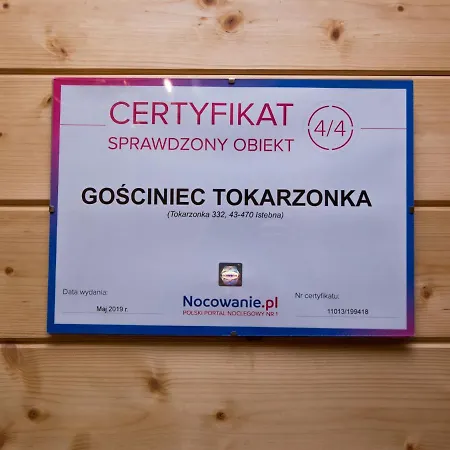 CERTYFIKAT
4/4
SPRAWDZONY OBIEKT
GOŚCINIEC TOKARZONKA
(Tokarzonka 332, 43-470 Istebna)
Data wydania:
Maj 2019 r.
Nocowanie.pl
POLSKI PORTAL NOCLEGOWY NR 1
Nr certyfikatu:
11013/199418